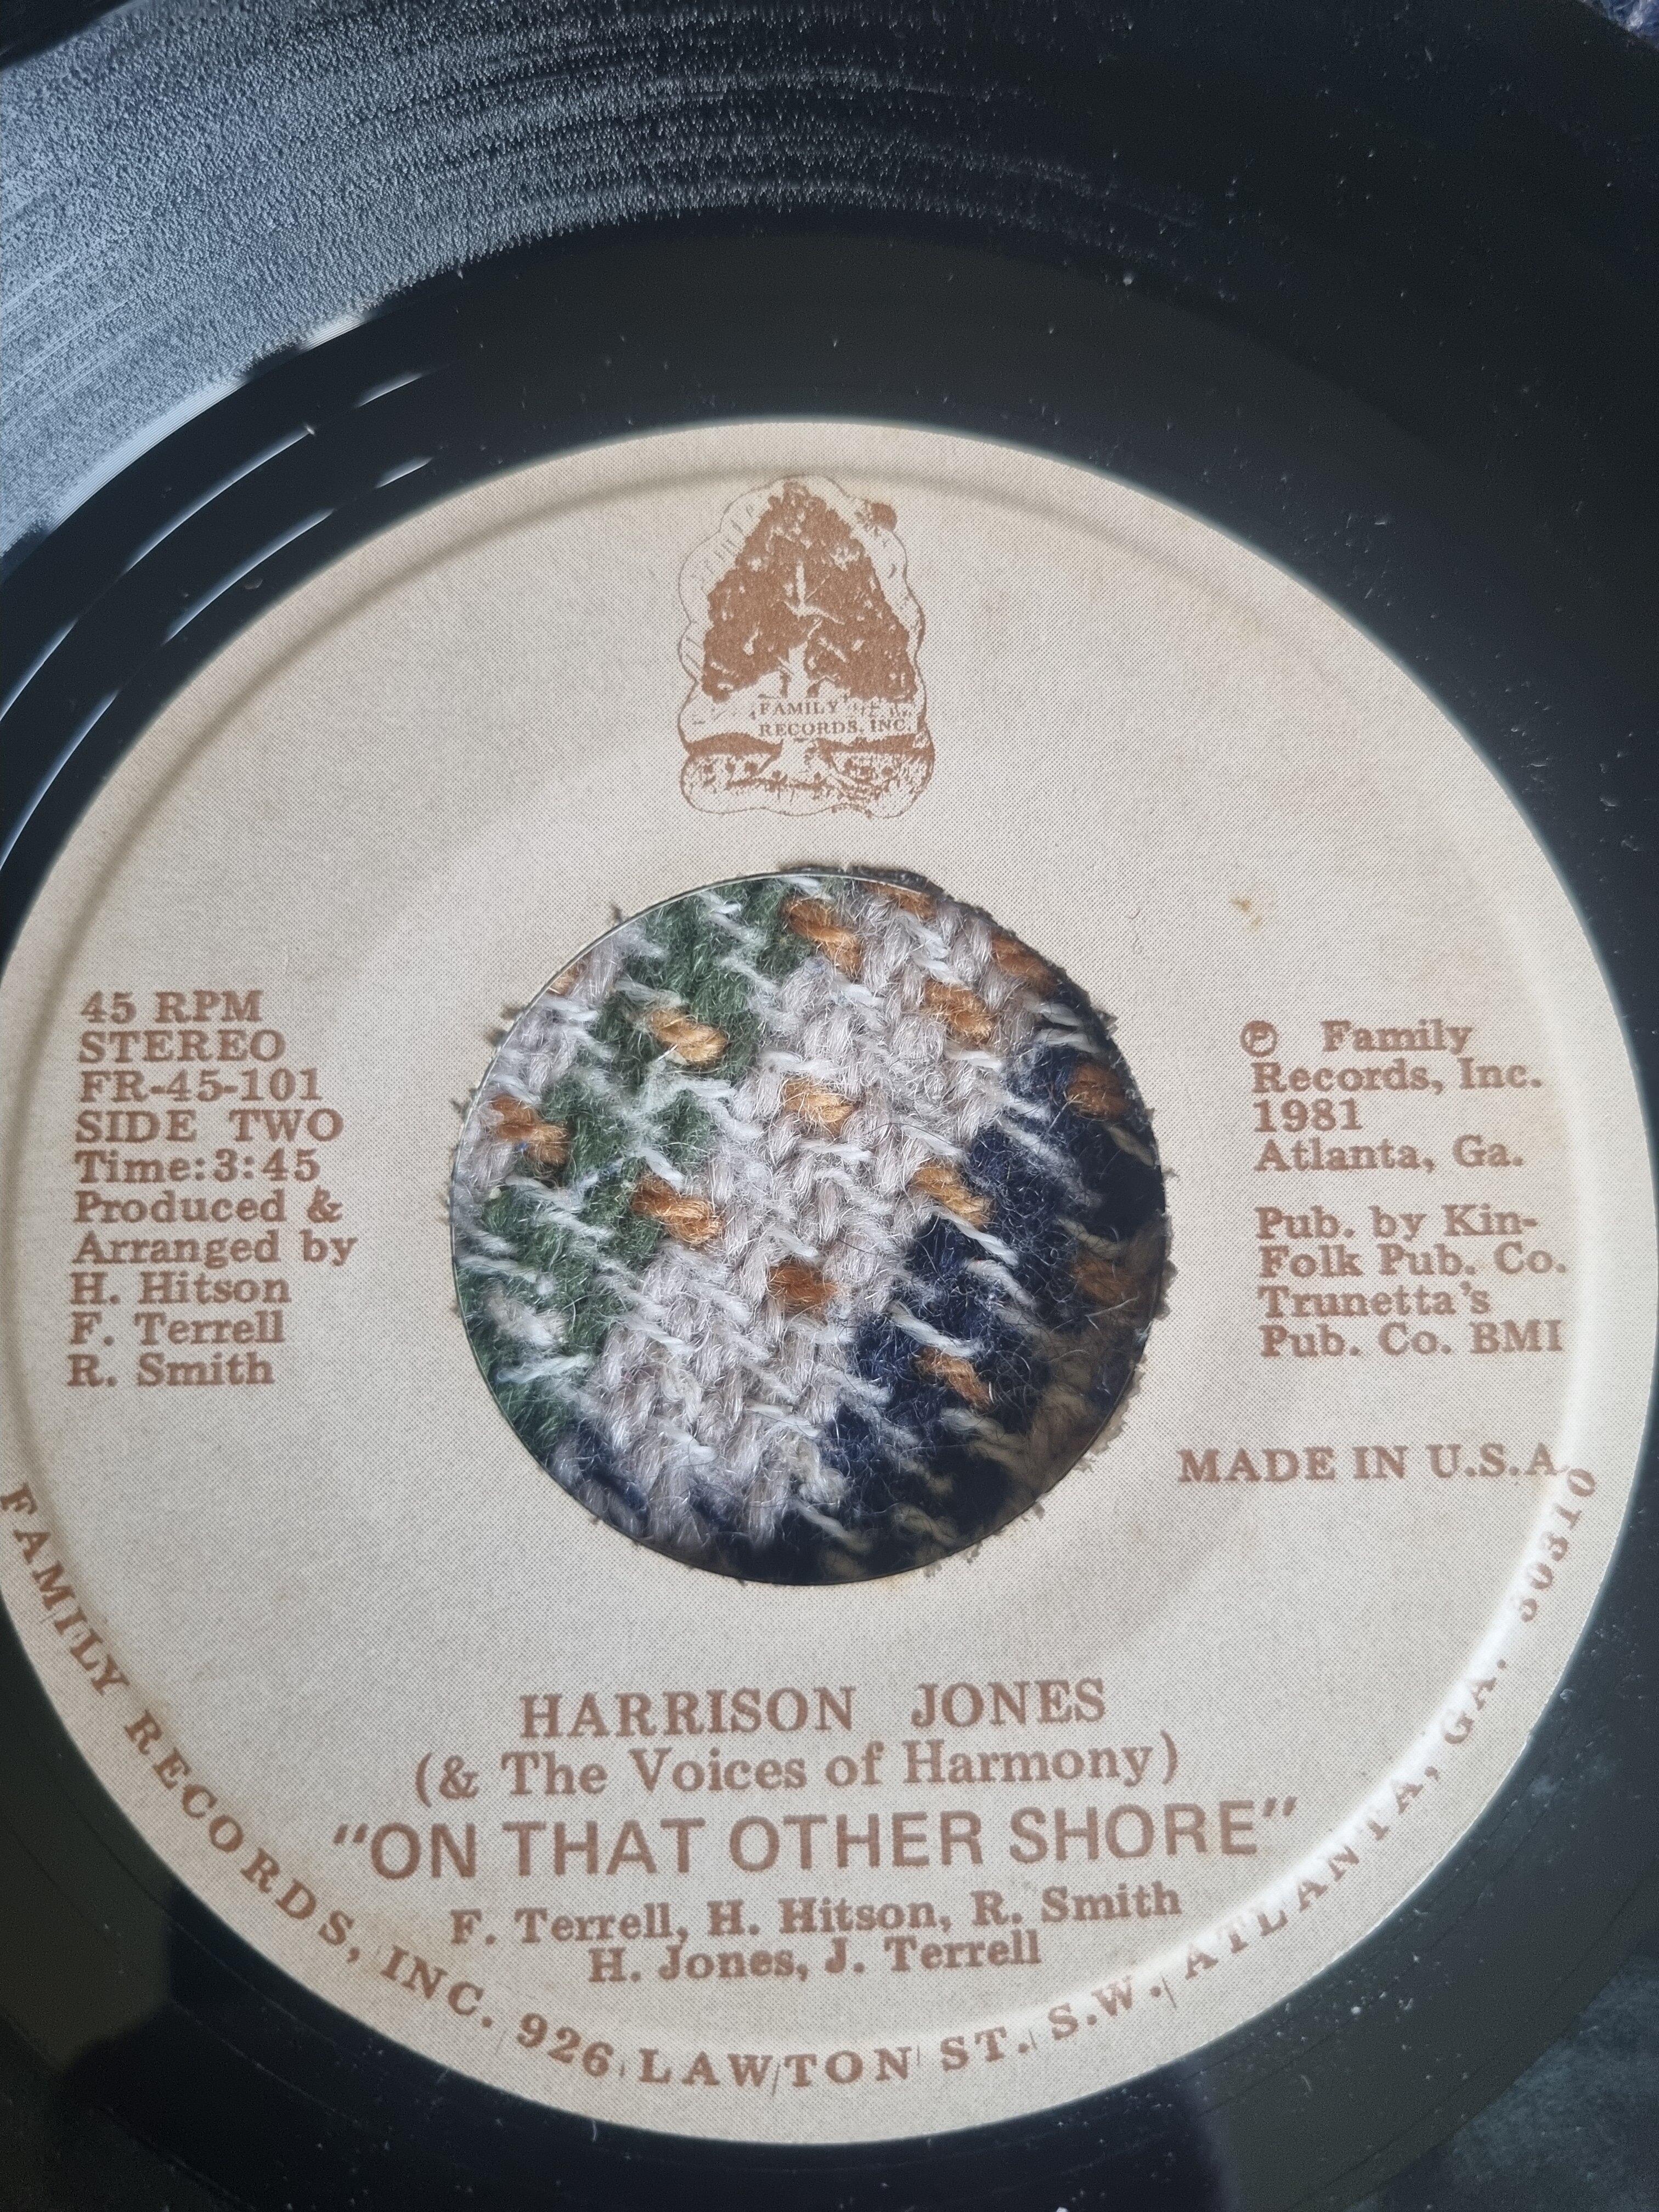 FAMILY
RECORDS, INC.
45 RPM
STEREO
FR-45-101
SIDE TWO
Time:3:45
Produced &
Arranged by
H. Hitson
F. Terrell
R. Smith
Ⓟ Family
Records, Inc.
1981
Atlanta, Ga.
Pub. by Kin-
Folk Pub. Co.
Trunetta's
Pub. Co. BMI
MADE IN U.S.A.
HARRISON JONES
(& The Voices of Harmony)
"ON THAT OTHER SHORE"
F. Terrell, H. Hitson, R. Smith
H. Jones, J. Terrell
FAMILY RECORDS, INC. 926 LAWTON ST. S.W. ATLANTA, GA. 30310